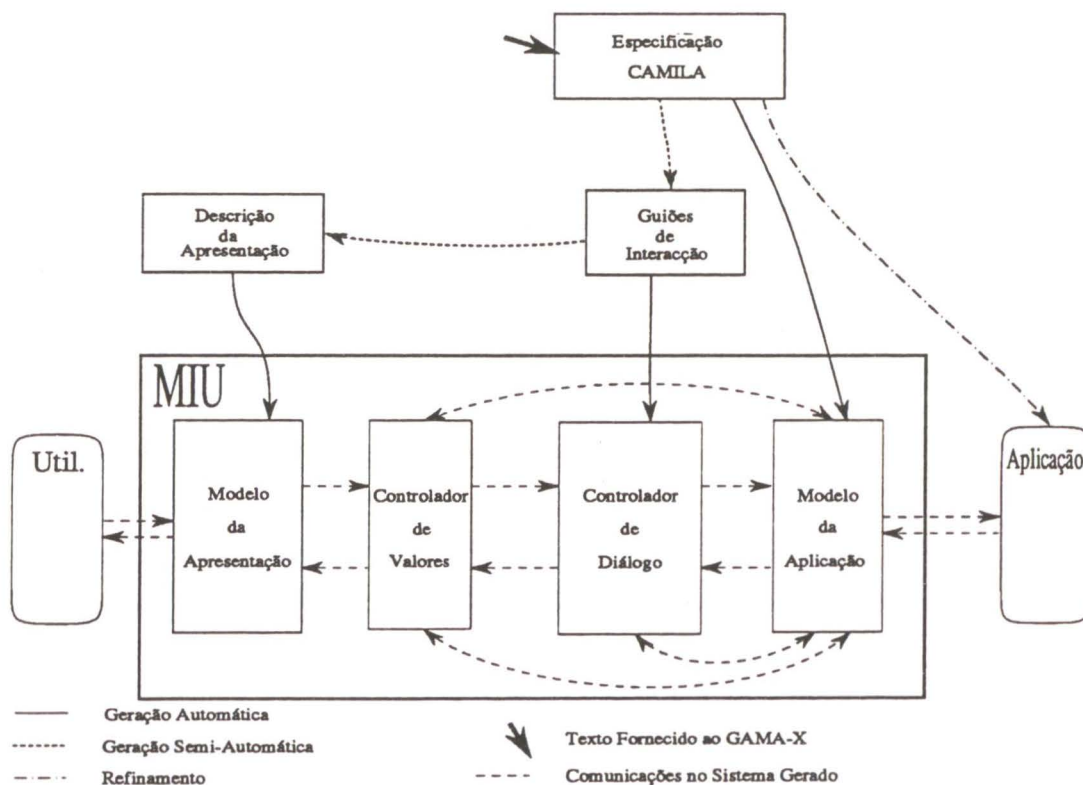 Especificação
CAMILA
Descrição
da
Apresentação
Guiões
de
Interacção
MIU
Util.
Modelo
da
Apresentação
Controlador
de
Valores
Controlador
de
Diálogo
Modelo
da
Aplicação
Aplicação
Geração Automática
Geração Semi-Automática
Refinamento
Texto Fornecido ao GAMA-X
Comunicações no Sistema Gerado